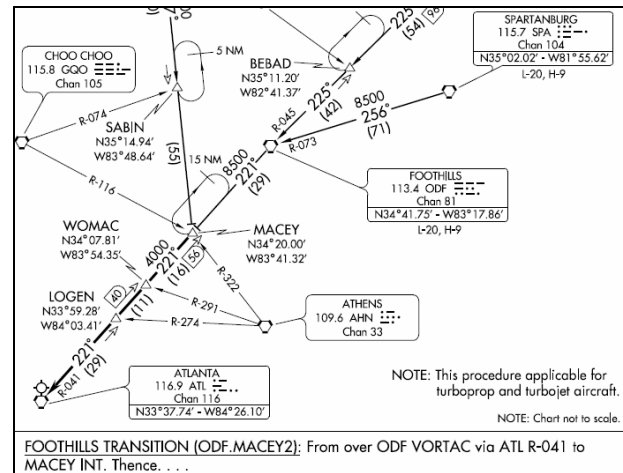 00°
5 NM
CHOO CHOO
115.8 GQO
Chan 105
R-074
SABIN
N35°14.94'
W83°48.64'
(55)
R-116
BEBAD
N35°11.20'
W82°41.37'
225°
(54)
225°
(42)
R-045
SPARTANBURG
115.7 SPA
Chan 104
N35°02.02' - W81°55.62'
L-20, H-9
8500
256°
(71)
R-073
15 NM
8500
221°
(29)
FOOTHILLS
113.4 ODF
Chan 81
N34°41.75' - W83°17.86'
L-20, H-9
WOMAC
N34°07.81'
W83°54.35'
MACEY
N34°20.00'
W83°41.32'
4000
221°
(16)
56
R-322
LOGEN
N33°59.28'
W84°03.41'
40
(11)
R-291
R-274
ATHENS
109.6 AHN
Chan 33
221°
(29)
R-041
ATLANTA
116.9 ATL
Chan 116
N33°37.74' - W84°26.10'
NOTE: This procedure applicable for
turboprop and turbojet aircraft.
NOTE: Chart not to scale.
FOOTHILLS TRANSITION (ODF.MACEY2): From over ODF VORTAC via ATL R-041 to
MACEY INT. Thence. . . .